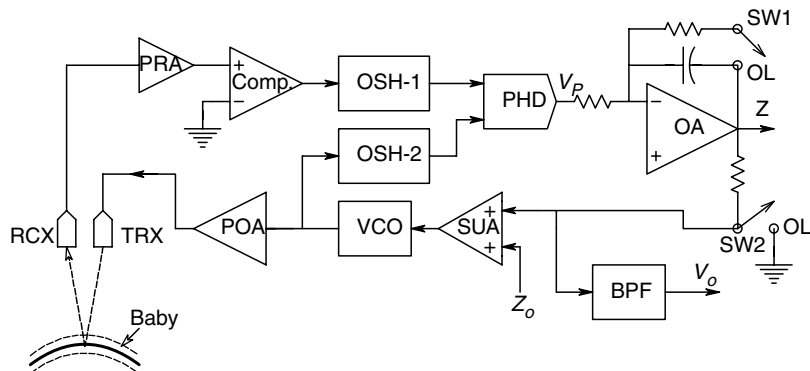 SW1
PRA
+
Comp.
−
OSH-1
PHD
V_P
−
OA
+
OL
Z
OSH-2
RCX
TRX
POA
VCO
SUA
+
+
SW2
OL
Z_o
BPF
V_o
Baby